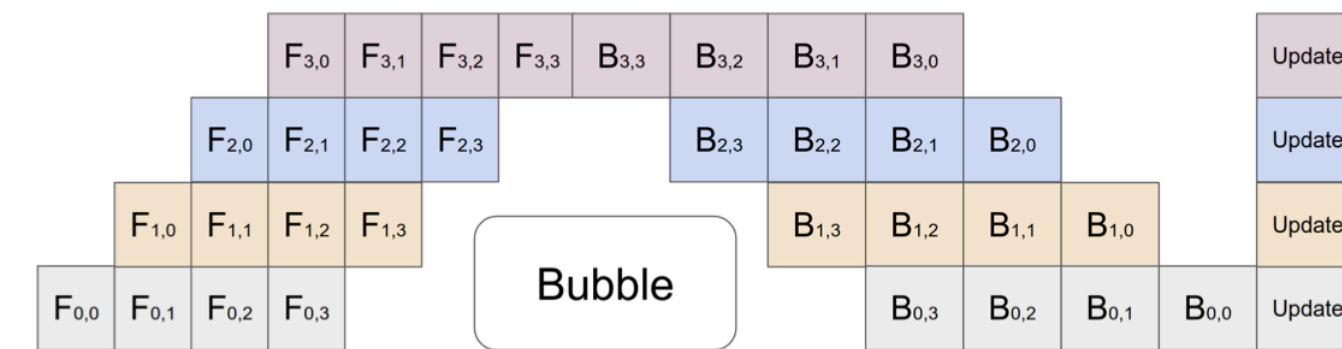 F3,0 F3,1 F3,2 F3,3 B3,3 B3,2 B3,1 B3,0 Update
F2,0 F2,1 F2,2 F2,3 B2,3 B2,2 B2,1 B2,0 Update
F1,0 F1,1 F1,2 F1,3 B1,3 B1,2 B1,1 B1,0 Update
Bubble
F0,0 F0,1 F0,2 F0,3 B0,3 B0,2 B0,1 B0,0 Update